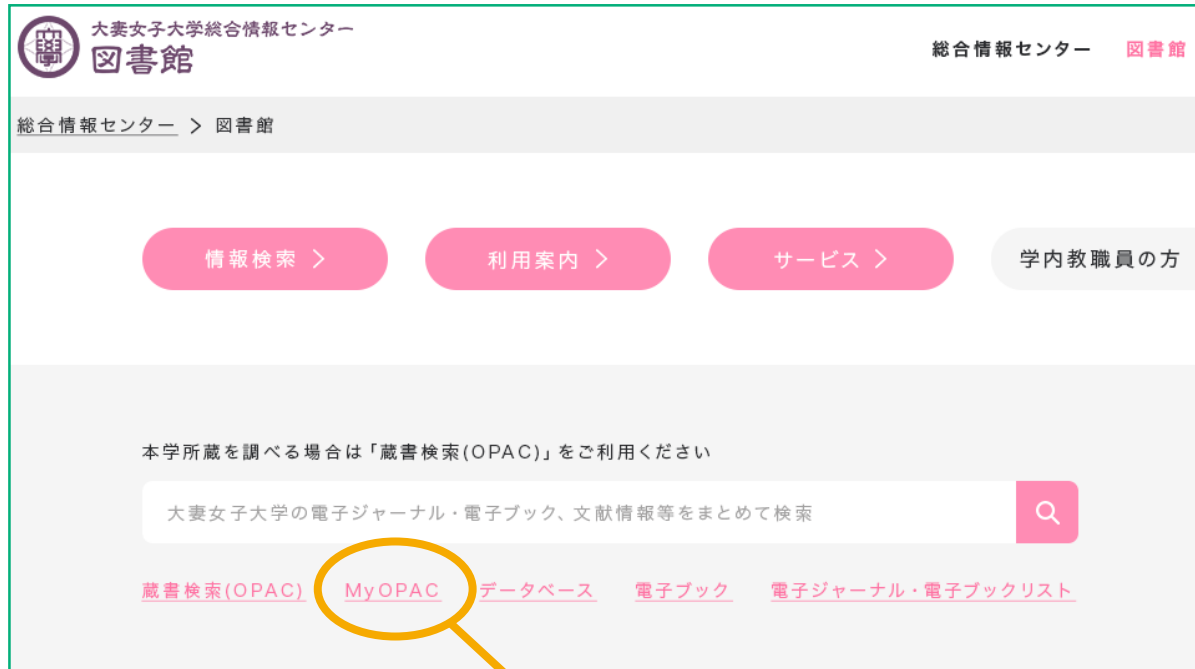 大妻女子大学総合情報センター
図書館
総合情報センター 図書館
総合情報センター > 図書館
情報検索 >
利用案内 >
サービス >
学内教職員の方
本学所蔵を調べる場合は「蔵書検索(OPAC)」をご利用ください
大妻女子大学の電子ジャーナル・電子ブック、文献情報等をまとめて検索
蔵書検索(OPAC) MyOPAC データベース 電子ブック 電子ジャーナル・電子ブックリスト